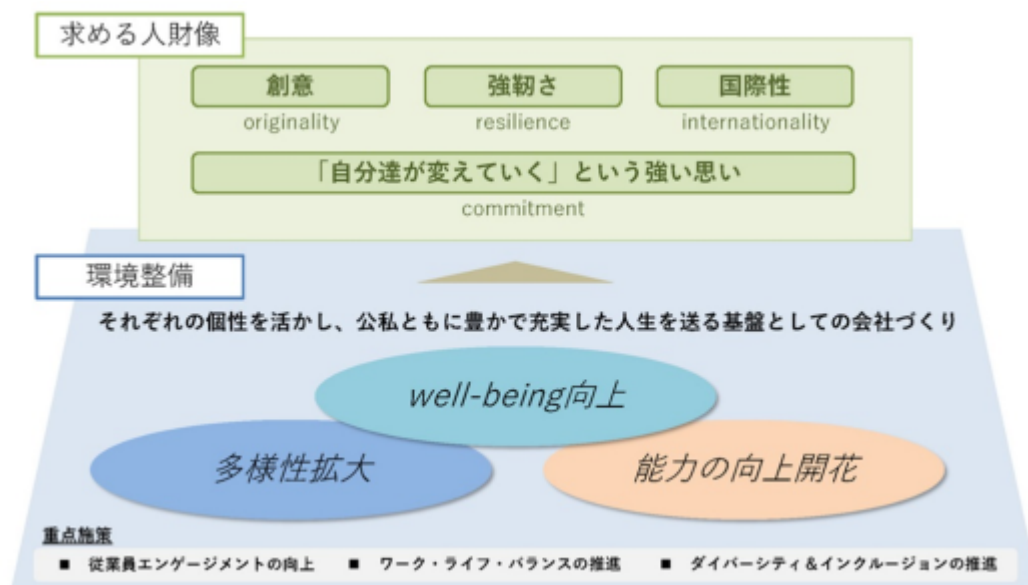 求める人財像
創意 強靭さ 国際性
originality resilience internationality
「自分達が変えていく」という強い思い
commitment
環境整備
それぞれの個性を活かし、公私ともに豊かで充実した人生を送る基盤としての会社づくり
well-being向上
多様性拡大 能力の向上開花
重点施策
■ 従業員エンゲージメントの向上 ■ ワーク・ライフ・バランスの推進 ■ ダイバーシティ＆インクルージョンの推進